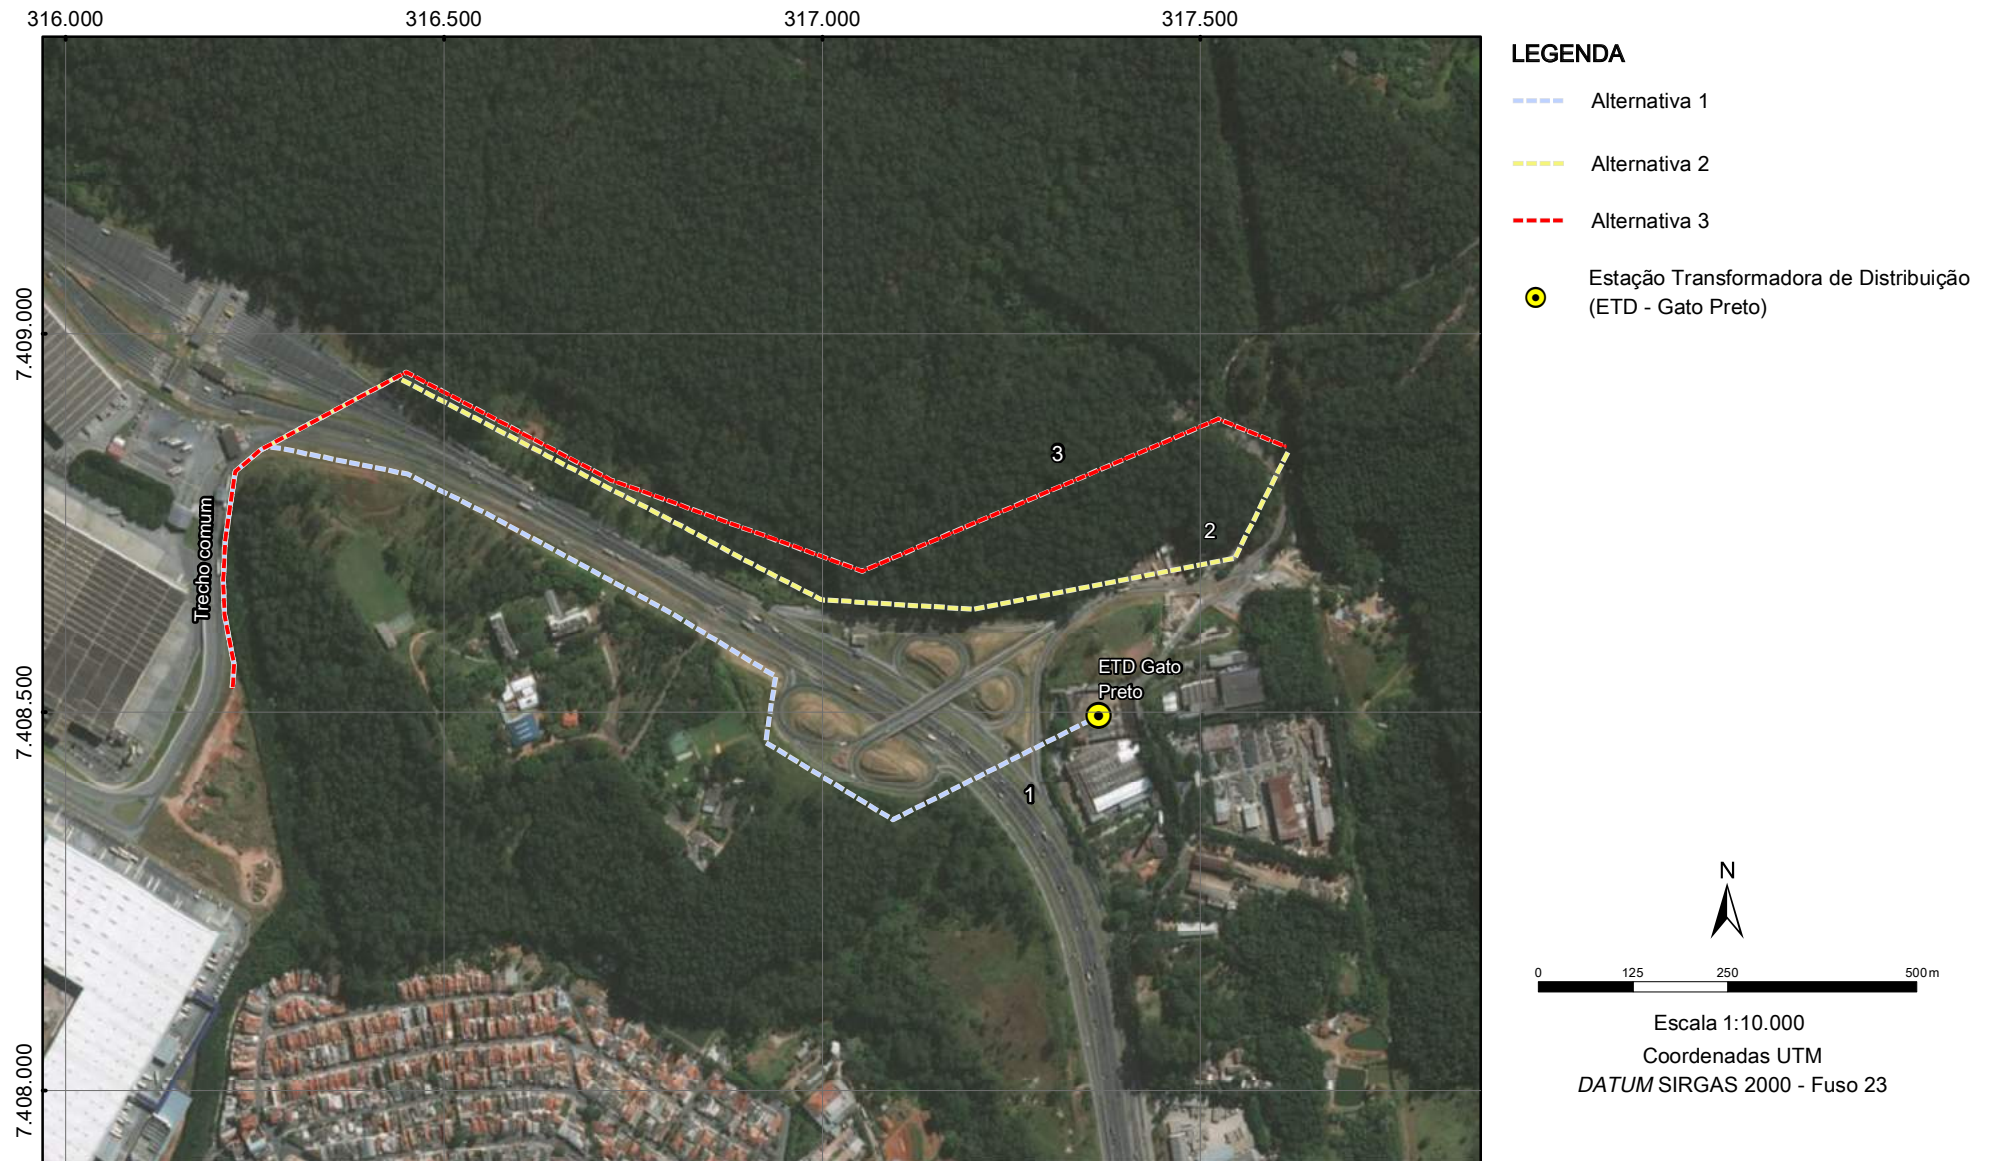 316.000
316.500
317.000
317.500
7.409.000
7.408.500
7.408.000
Trecho comum
3
2
1
ETD Gato
Preto
LEGENDA
Alternativa 1
Alternativa 2
Alternativa 3
Estação Transformadora de Distribuição
(ETD - Gato Preto)
N
0 125 250 500m
Escala 1:10.000
Coordenadas UTM
DATUM SIRGAS 2000 - Fuso 23